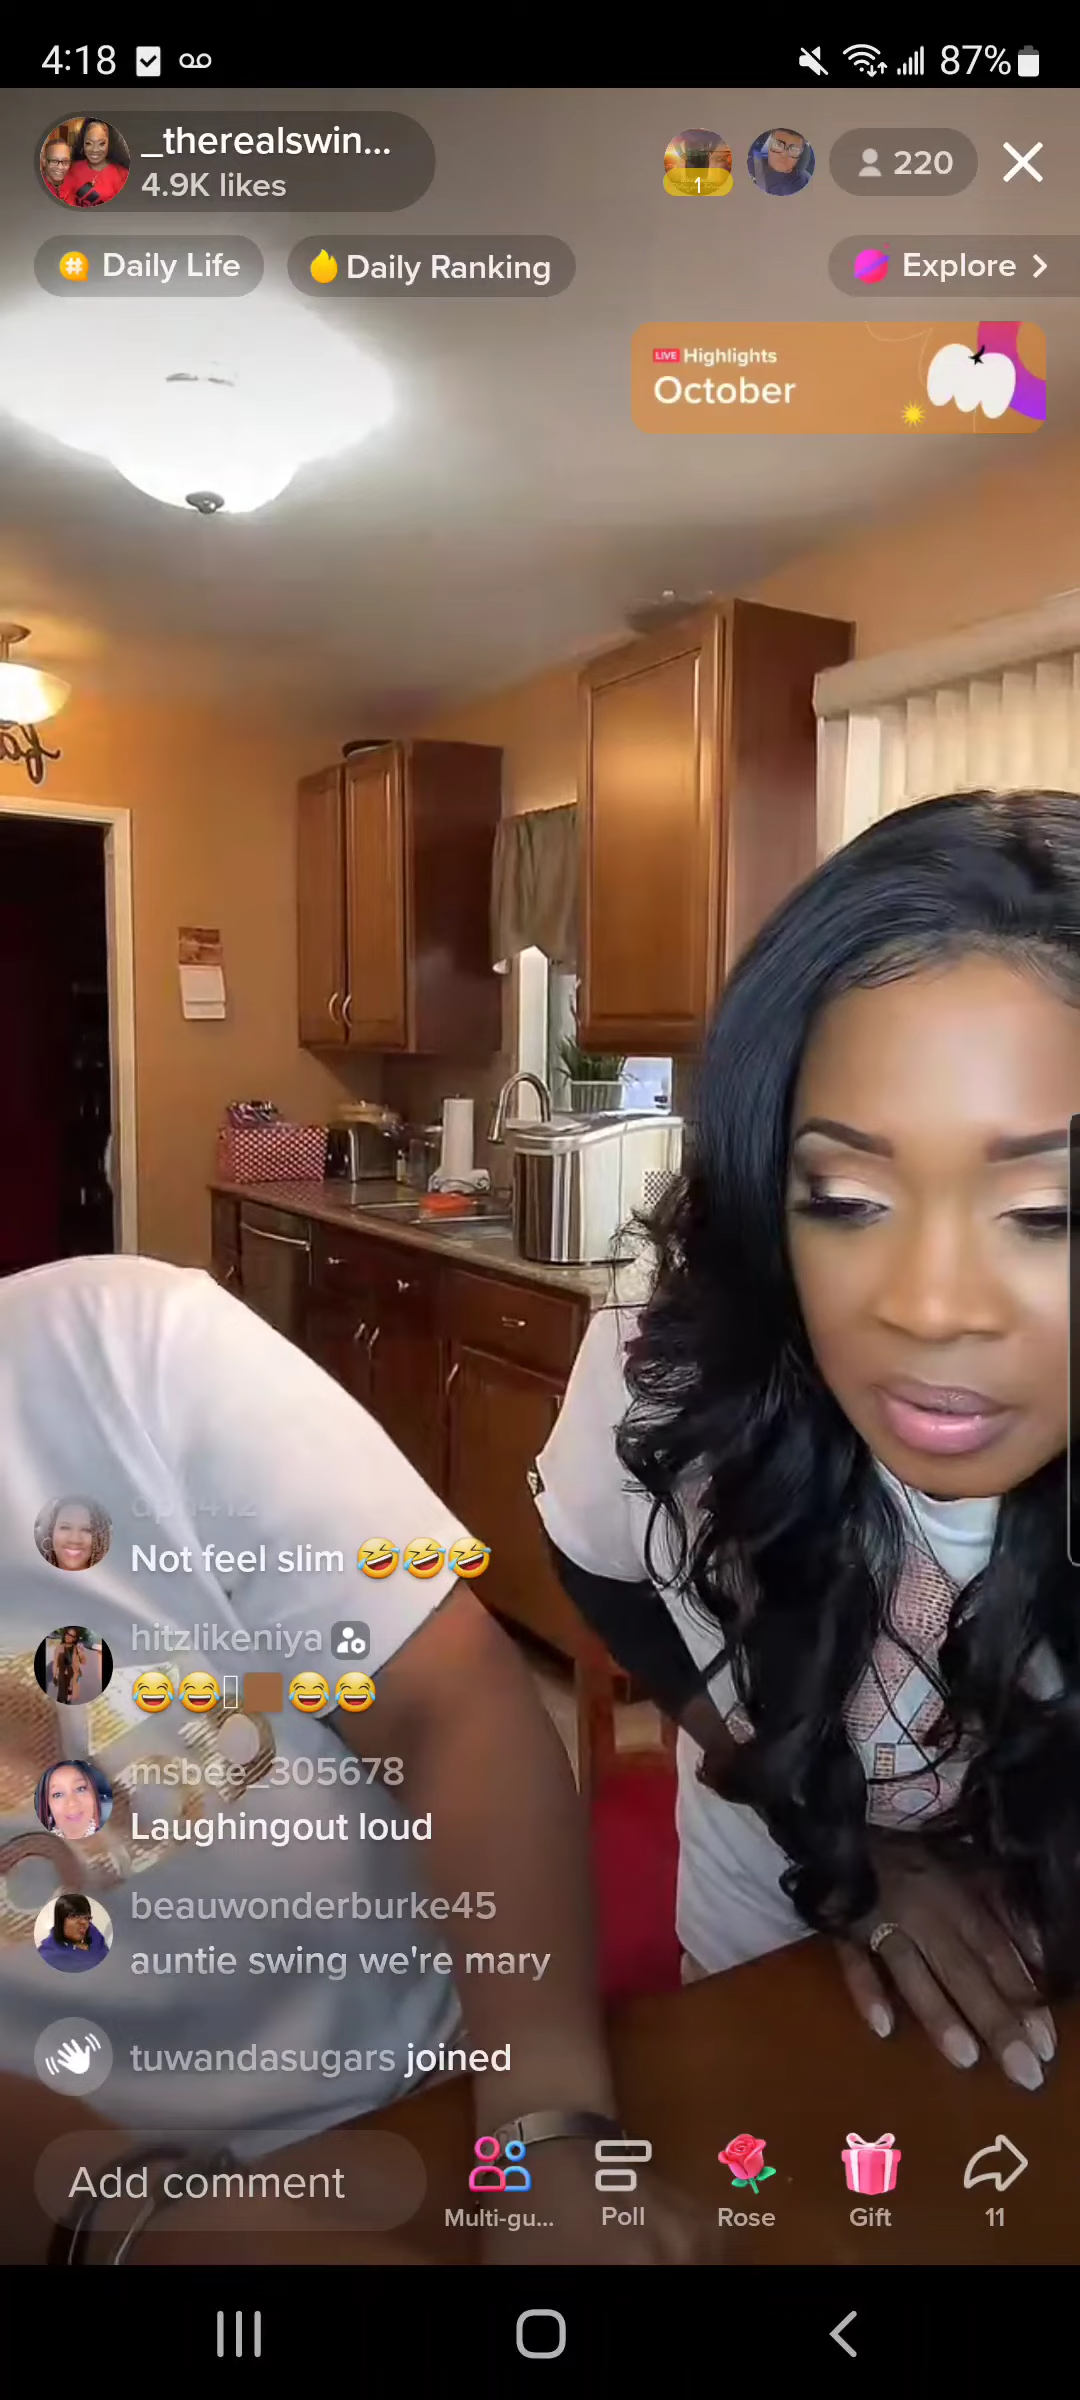 4:18
87%
_therealswin...
4.9K likes
1
220
Daily Life
Daily Ranking
Explore
LIVE Highlights
October
Not feel slim 🤣🤣🤣
hitzlikeniya
😂😂▯🏾😂😂
msbee_305678
Laughingout loud
beauwonderburke45
auntie swing we're mary
tuwandasugars joined
Add comment
Multi-gu...
Poll
Rose
Gift
11